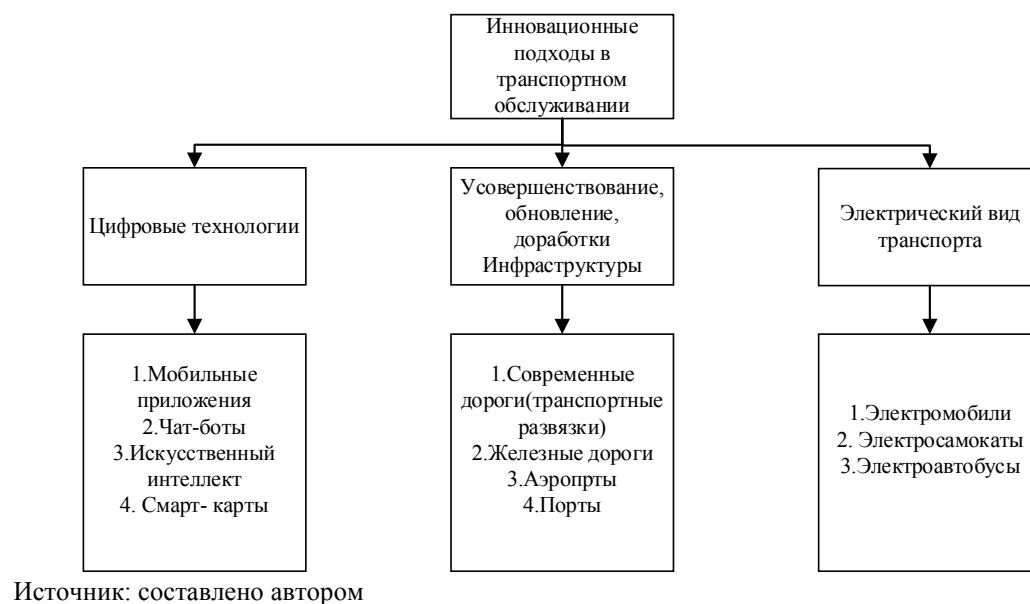 Инновационные
подходы в
транспортном
обслуживании
Цифровые технологии
Усовершенствование,
обновление,
доработки
Инфраструктуры
Электрический вид
транспорта
1.Мобильные
приложения
2.Чат-боты
3.Искусственный
интеллект
4. Смарт- карты
1.Современные
дороги(транспортные
развязки)
2.Железные дороги
3.Аэропрты
4.Порты
1.Электромобили
2. Электросамокаты
3.Электроавтобусы
Источник: составлено автором